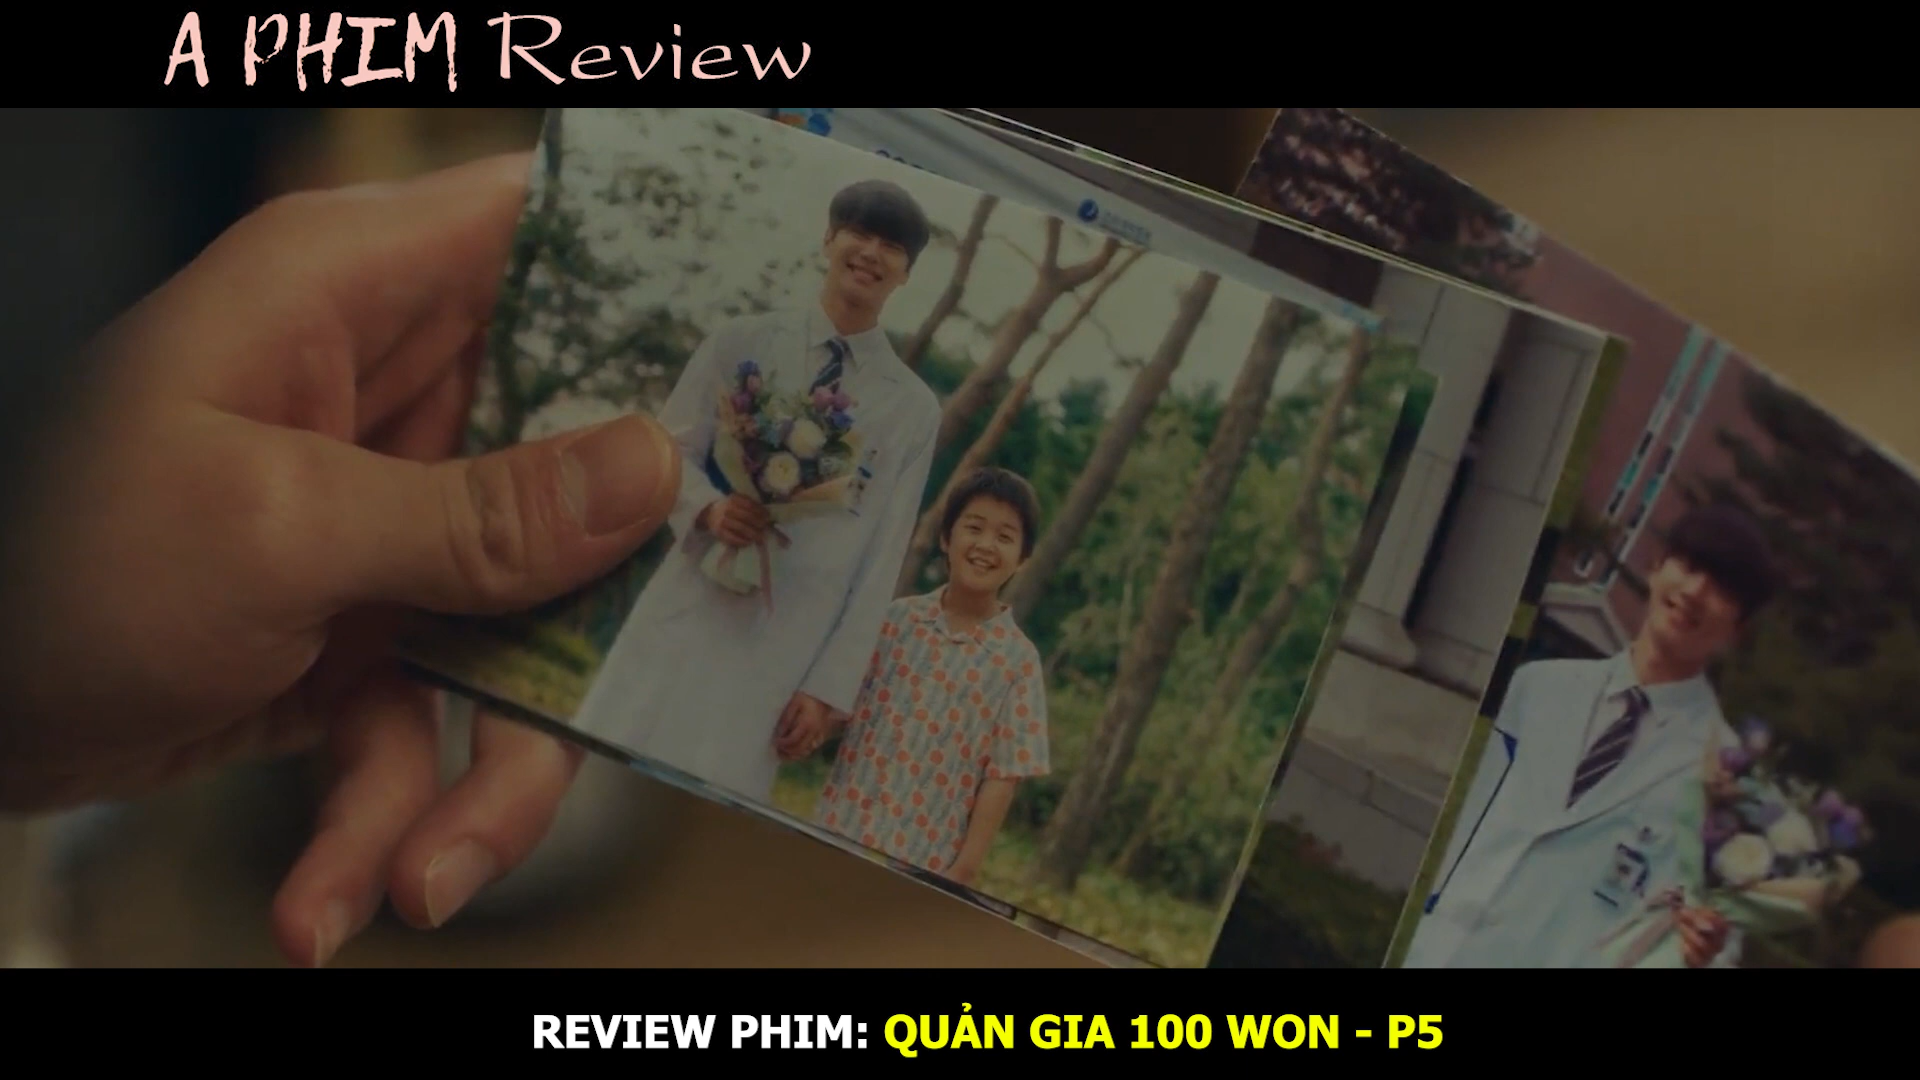 A PHIM Review
REVIEW PHIM: QUẢN GIA 100 WON - P5